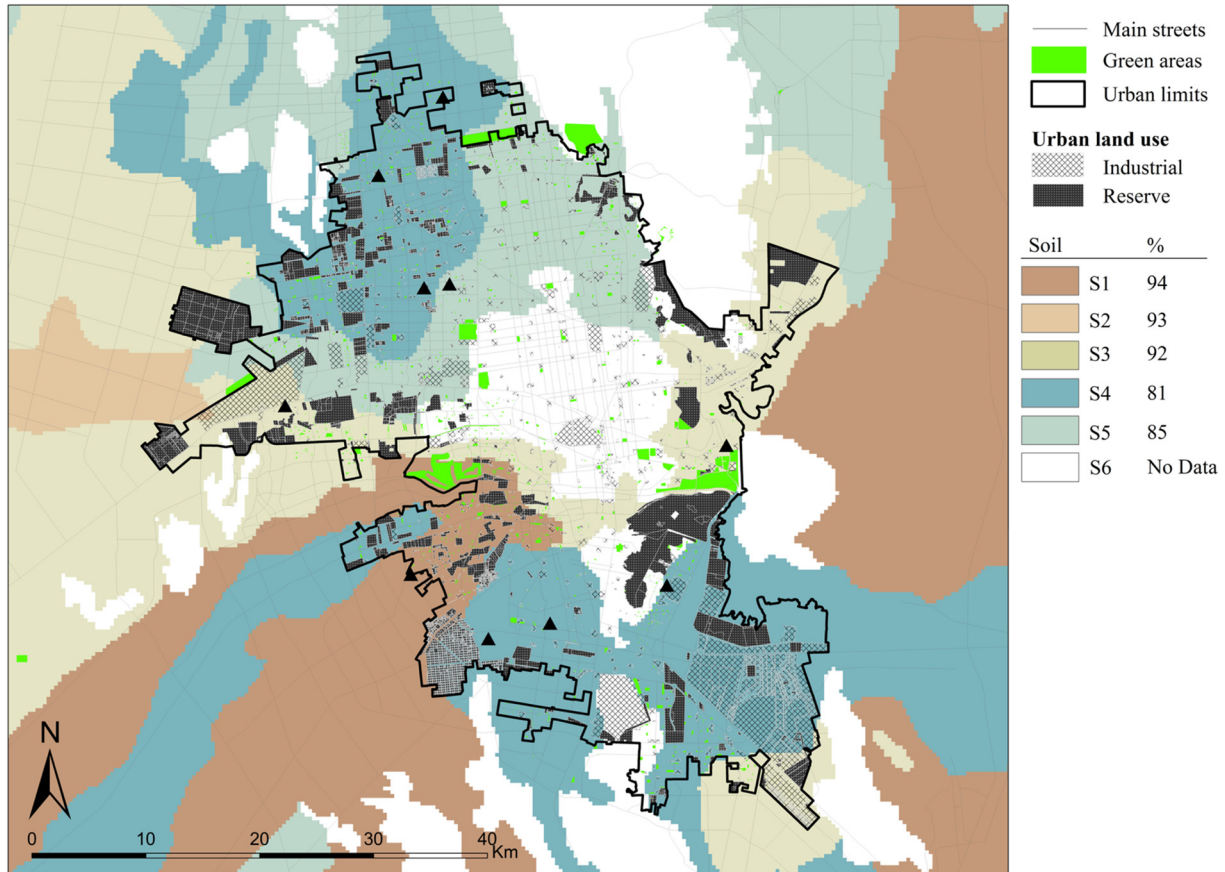 Main streets
Green areas
Urban limits
Urban land use
Industrial
Reserve
Soil %
S1 94
S2 93
S3 92
S4 81
S5 85
S6 No Data
N
0 10 20 30 40
Km